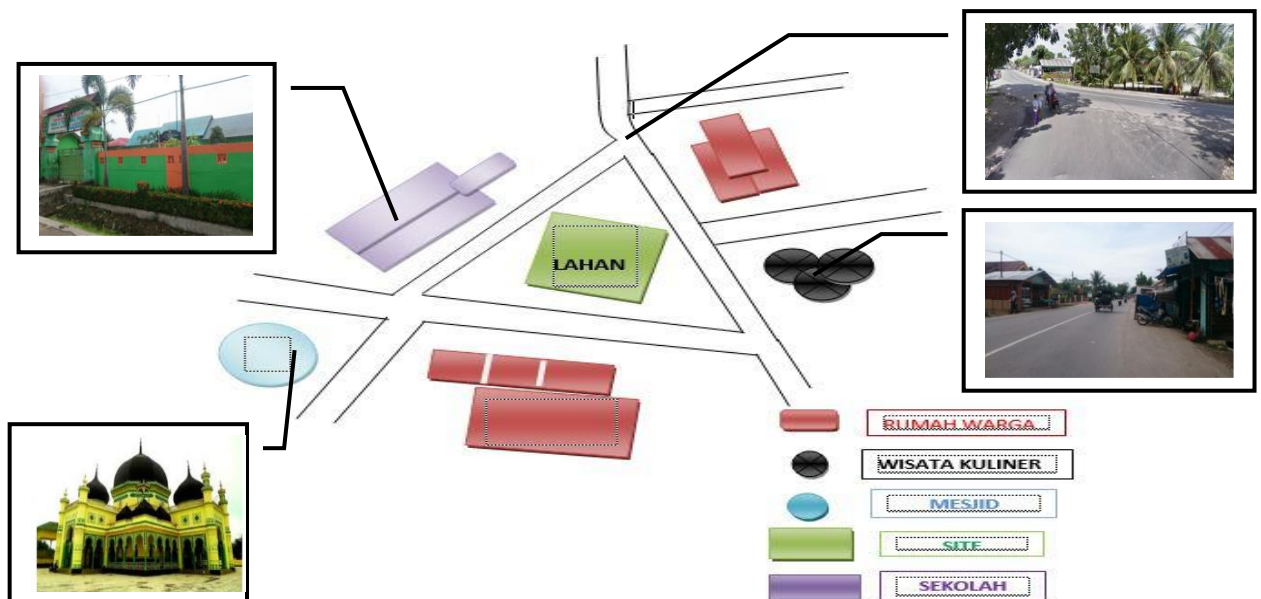 LAHAN
RUMAH WARGA
WISATA KULINER
MESJID
SITE
SEKOLAH